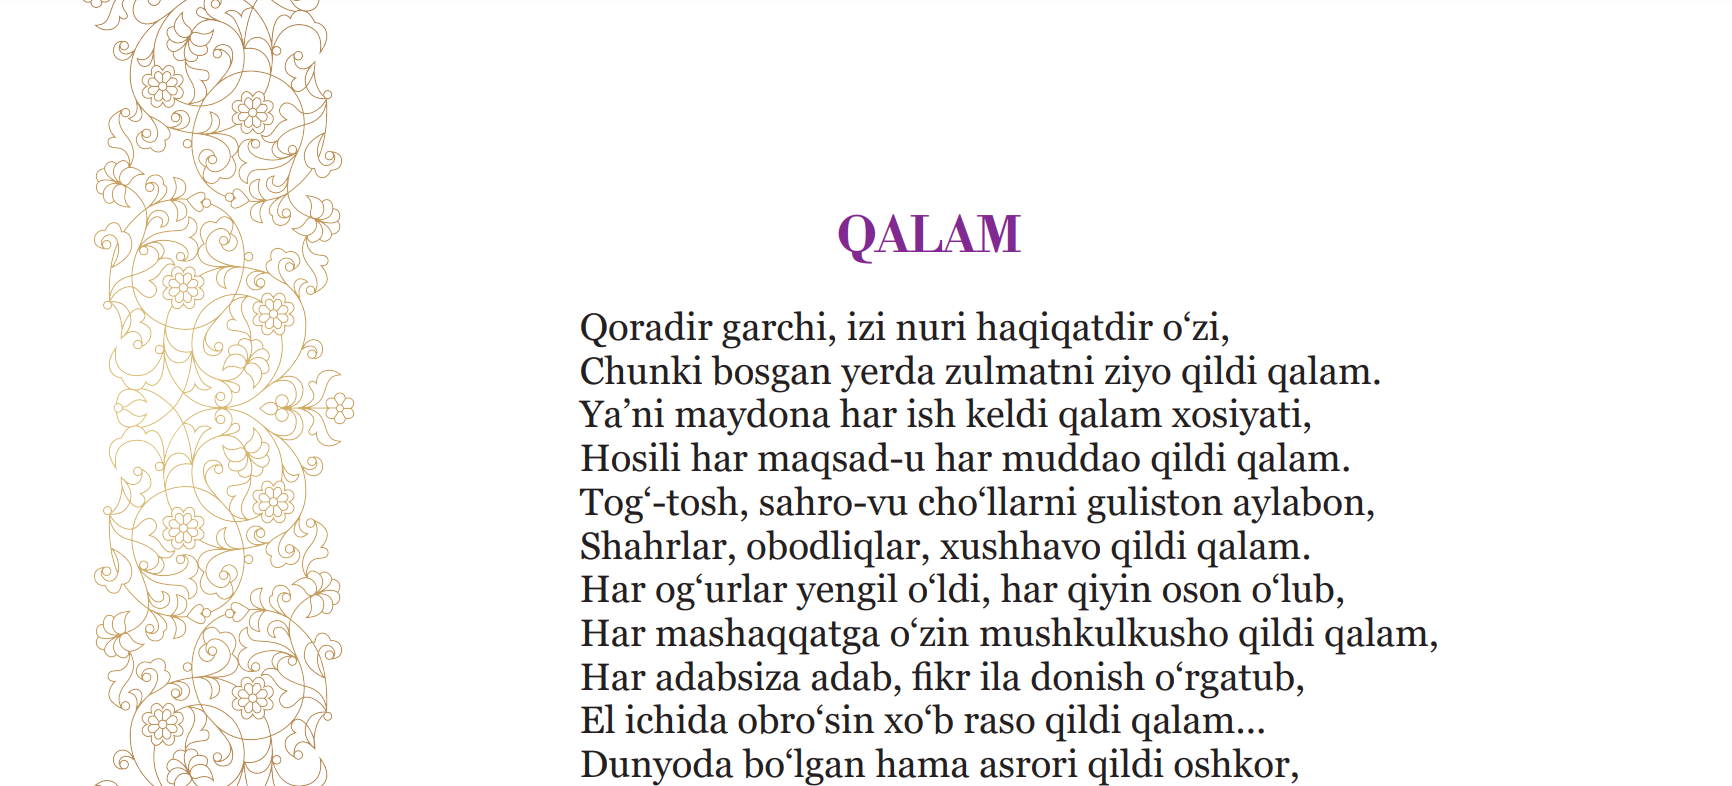 QALAM
Qoradir garchi, izi nuri haqiqatdir o‘zi,
Chunki bosgan yerda zulmatni ziyo qildi qalam.
Ya’ni maydona har ish keldi qalam xosiyati,
Hosili har maqsad-u har muddao qildi qalam.
Tog‘-tosh, sahro-vu cho‘llarni guliston aylabon,
Shahrlar, obodliqlar, xushhavo qildi qalam.
Har og‘urlar yengil o‘ldi, har qiyin oson o‘lub,
Har mashaqqatga o‘zin mushkulkusho qildi qalam,
Har adabsiza adab, fikr ila donish o‘rgatub,
El ichida obro‘sin xo‘b raso qildi qalam...
Dunyoda bo‘lgan hama asrori qildi oshkor,